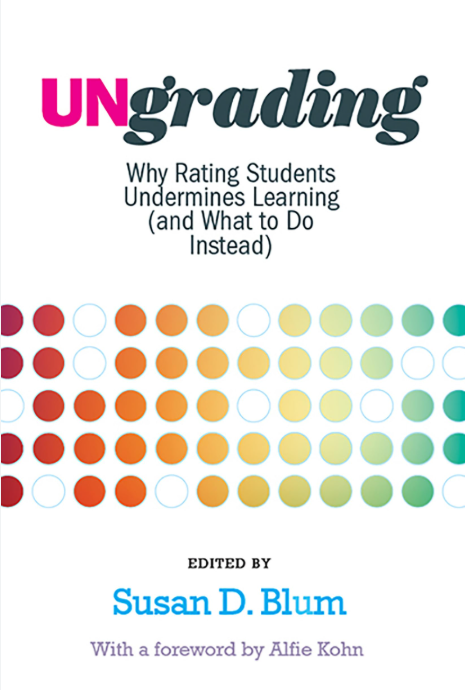 UNgrading
Why Rating Students
Undermines Learning
(and What to Do
Instead)
EDITED BY
Susan D. Blum
With a foreword by Alfie Kohn